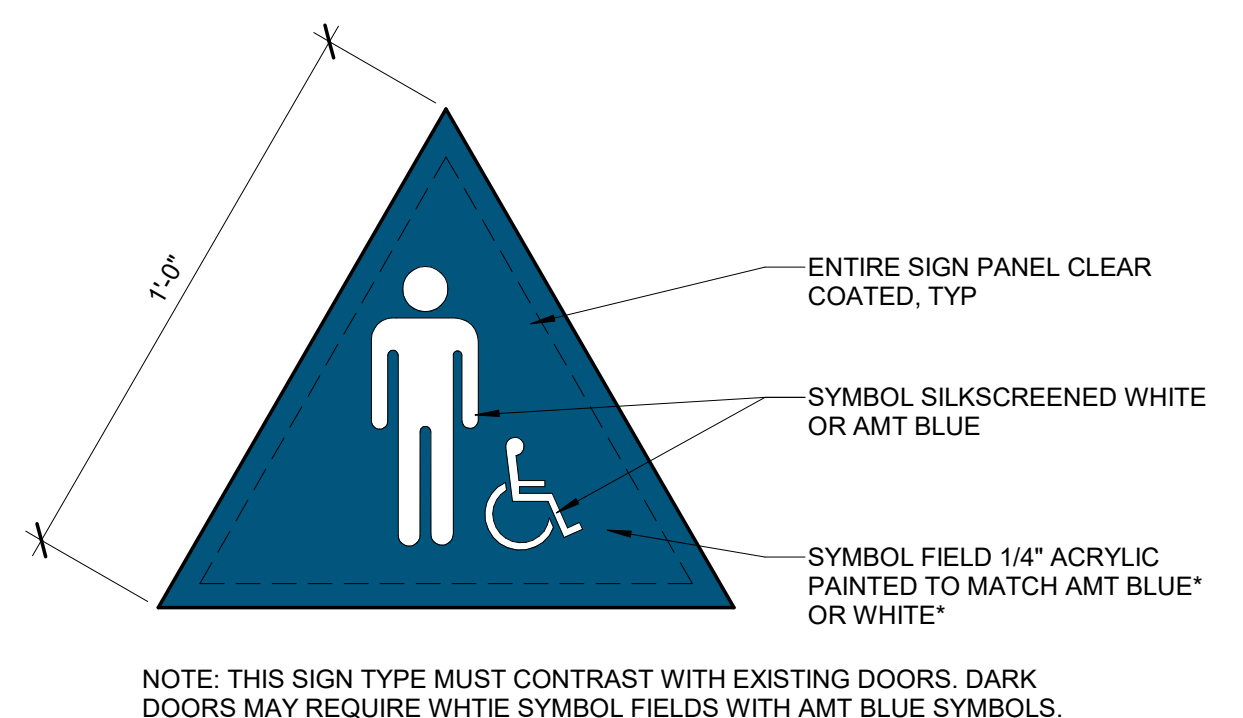 1'-0"
ENTIRE SIGN PANEL CLEAR
COATED, TYP
SYMBOL SILKSCREENED WHITE
OR AMT BLUE
SYMBOL FIELD 1/4" ACRYLIC
PAINTED TO MATCH AMT BLUE*
OR WHITE*
NOTE: THIS SIGN TYPE MUST CONTRAST WITH EXISTING DOORS. DARK
DOORS MAY REQUIRE WHTIE SYMBOL FIELDS WITH AMT BLUE SYMBOLS.